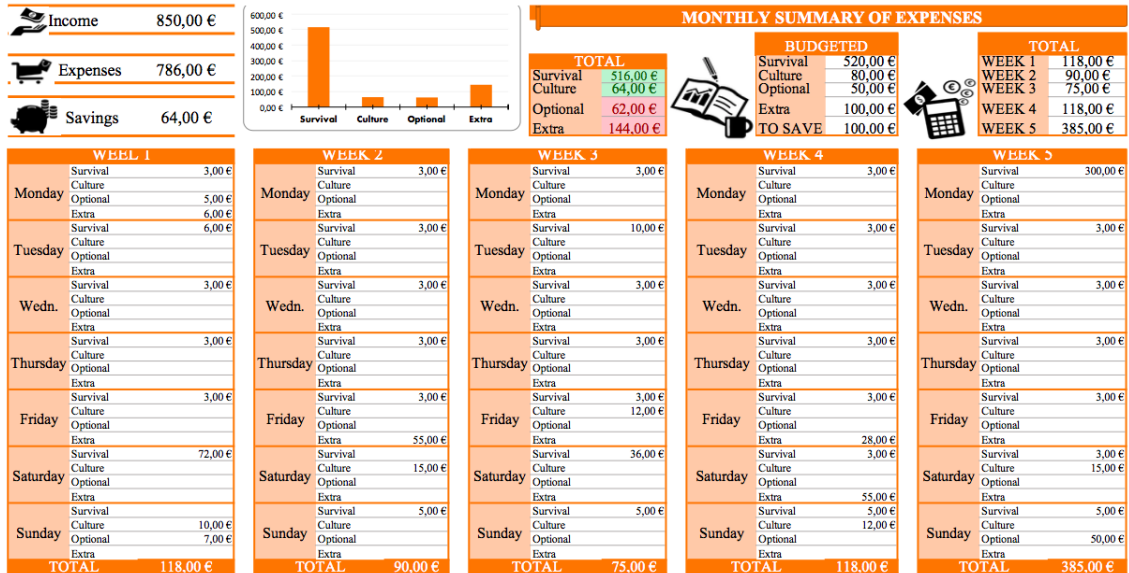 Income 850,00 €
Expenses 786,00 €
Savings 64,00 €
600,00 €
500,00 €
400,00 €
300,00 €
200,00 €
100,00 €
0,00 €
Survival Culture Optional Extra
MONTHLY SUMMARY OF EXPENSES
TOTAL
Survival 516,00 €
Culture 64,00 €
Optional 62,00 €
Extra 144,00 €
BUDGETED
Survival 520,00 €
Culture 80,00 €
Optional 50,00 €
Extra 100,00 €
TO SAVE 100,00 €
TOTAL
WEEK 1 118,00 €
WEEK 2 90,00 €
WEEK 3 75,00 €
WEEK 4 118,00 €
WEEK 5 385,00 €
WEEL 1
Monday
Survival 3,00 €
Culture
Optional 5,00 €
Extra 6,00 €
Tuesday
Survival 6,00 €
Culture
Optional
Extra
Wedn.
Survival 3,00 €
Culture
Optional
Extra
Thursday
Survival 3,00 €
Culture
Optional
Extra
Friday
Survival 3,00 €
Culture
Optional
Extra
Saturday
Survival 72,00 €
Culture
Optional
Extra
Sunday
Survival
Culture 10,00 €
Optional 7,00 €
Extra
TOTAL 118,00 €
WEEK 2
Monday
Survival 3,00 €
Culture
Optional
Extra
Tuesday
Survival 3,00 €
Culture
Optional
Extra
Wedn.
Survival 3,00 €
Culture
Optional
Extra
Thursday
Survival 3,00 €
Culture
Optional
Extra
Friday
Survival 3,00 €
Culture
Optional
Extra 55,00 €
Saturday
Survival
Culture 15,00 €
Optional
Extra
Sunday
Survival 5,00 €
Culture
Optional
Extra
TOTAL 90,00 €
WEEK 3
Monday
Survival 3,00 €
Culture
Optional
Extra
Tuesday
Survival 10,00 €
Culture
Optional
Extra
Wedn.
Survival 3,00 €
Culture
Optional
Extra
Thursday
Survival 3,00 €
Culture
Optional
Extra
Friday
Survival 3,00 €
Culture 12,00 €
Optional
Extra
Saturday
Survival 36,00 €
Culture
Optional
Extra
Sunday
Survival 5,00 €
Culture
Optional
Extra
TOTAL 75,00 €
WEEK 4
Monday
Survival 3,00 €
Culture
Optional
Extra
Tuesday
Survival 3,00 €
Culture
Optional
Extra
Wedn.
Survival 3,00 €
Culture
Optional
Extra
Thursday
Survival 3,00 €
Culture
Optional
Extra
Friday
Survival 3,00 €
Culture
Optional
Extra 28,00 €
Saturday
Survival 3,00 €
Culture
Optional
Extra 55,00 €
Sunday
Survival 5,00 €
Culture 12,00 €
Optional
Extra
TOTAL 118,00 €
WEEK 5
Monday
Survival 300,00 €
Culture
Optional
Extra
Tuesday
Survival 3,00 €
Culture
Optional
Extra
Wedn.
Survival 3,00 €
Culture
Optional
Extra
Thursday
Survival 3,00 €
Culture
Optional
Extra
Friday
Survival 3,00 €
Culture
Optional
Extra
Saturday
Survival 3,00 €
Culture 15,00 €
Optional
Extra
Sunday
Survival 5,00 €
Culture
Optional 50,00 €
Extra
TOTAL 385,00 €